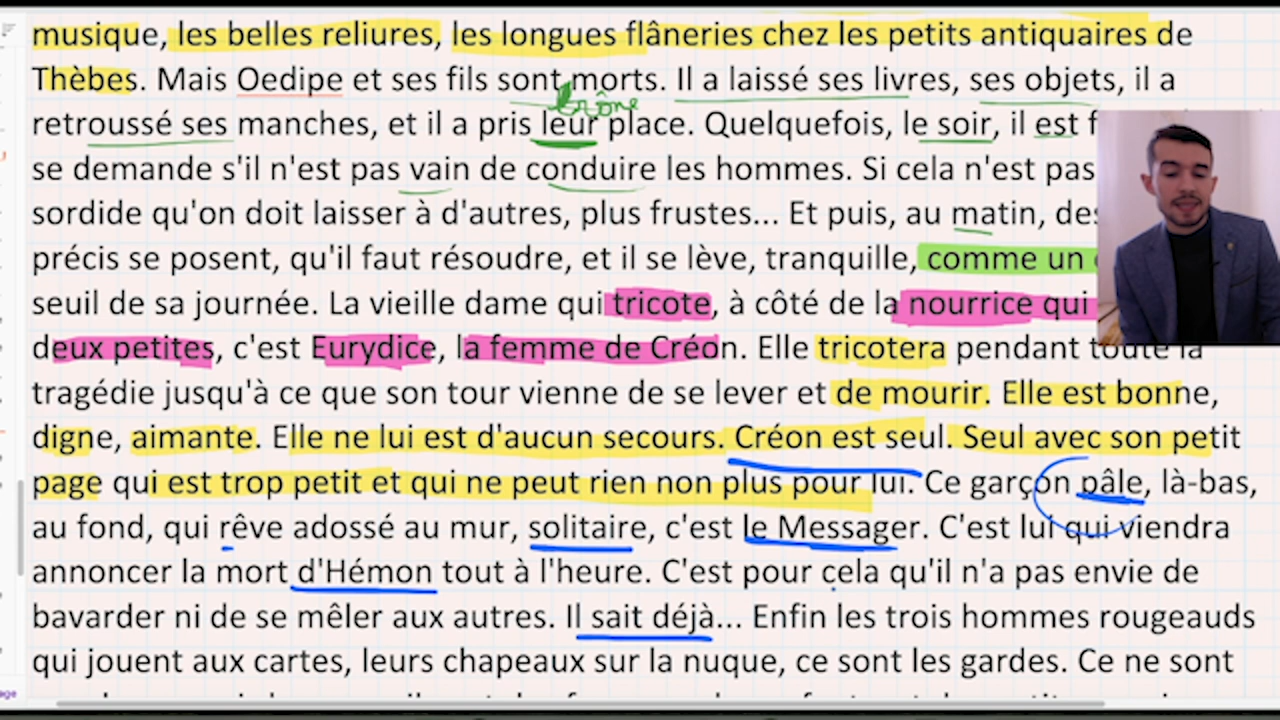 musique, les belles reliures, les longues flâneries chez les petits antiquaires de
Thèbes. Mais Oedipe et ses fils sont morts. Il a laissé ses livres, ses objets, il a
trône
retroussé ses manches, et il a pris leur place. Quelquefois, le soir, il est f
se demande s'il n'est pas vain de conduire les hommes. Si cela n'est pas
sordide qu'on doit laisser à d'autres, plus frustes... Et puis, au matin, des
précis se posent, qu'il faut résoudre, et il se lève, tranquille, comme un
seuil de sa journée. La vieille dame qui tricote, à côté de la nourrice qui
deux petites, c'est Eurydice, la femme de Créon. Elle tricotera pendant toute la
tragédie jusqu'à ce que son tour vienne de se lever et de mourir. Elle est bonne,
digne, aimante. Elle ne lui est d'aucun secours. Créon est seul. Seul avec son petit
page qui est trop petit et qui ne peut rien non plus pour lui. Ce garçon pâle, là-bas,
au fond, qui rêve adossé au mur, solitaire, c'est le Messager. C'est lui qui viendra
annoncer la mort d'Hémon tout à l'heure. C'est pour cela qu'il n'a pas envie de
bavarder ni de se mêler aux autres. Il sait déjà... Enfin les trois hommes rougeauds
qui jouent aux cartes, leurs chapeaux sur la nuque, ce sont les gardes. Ce ne sont